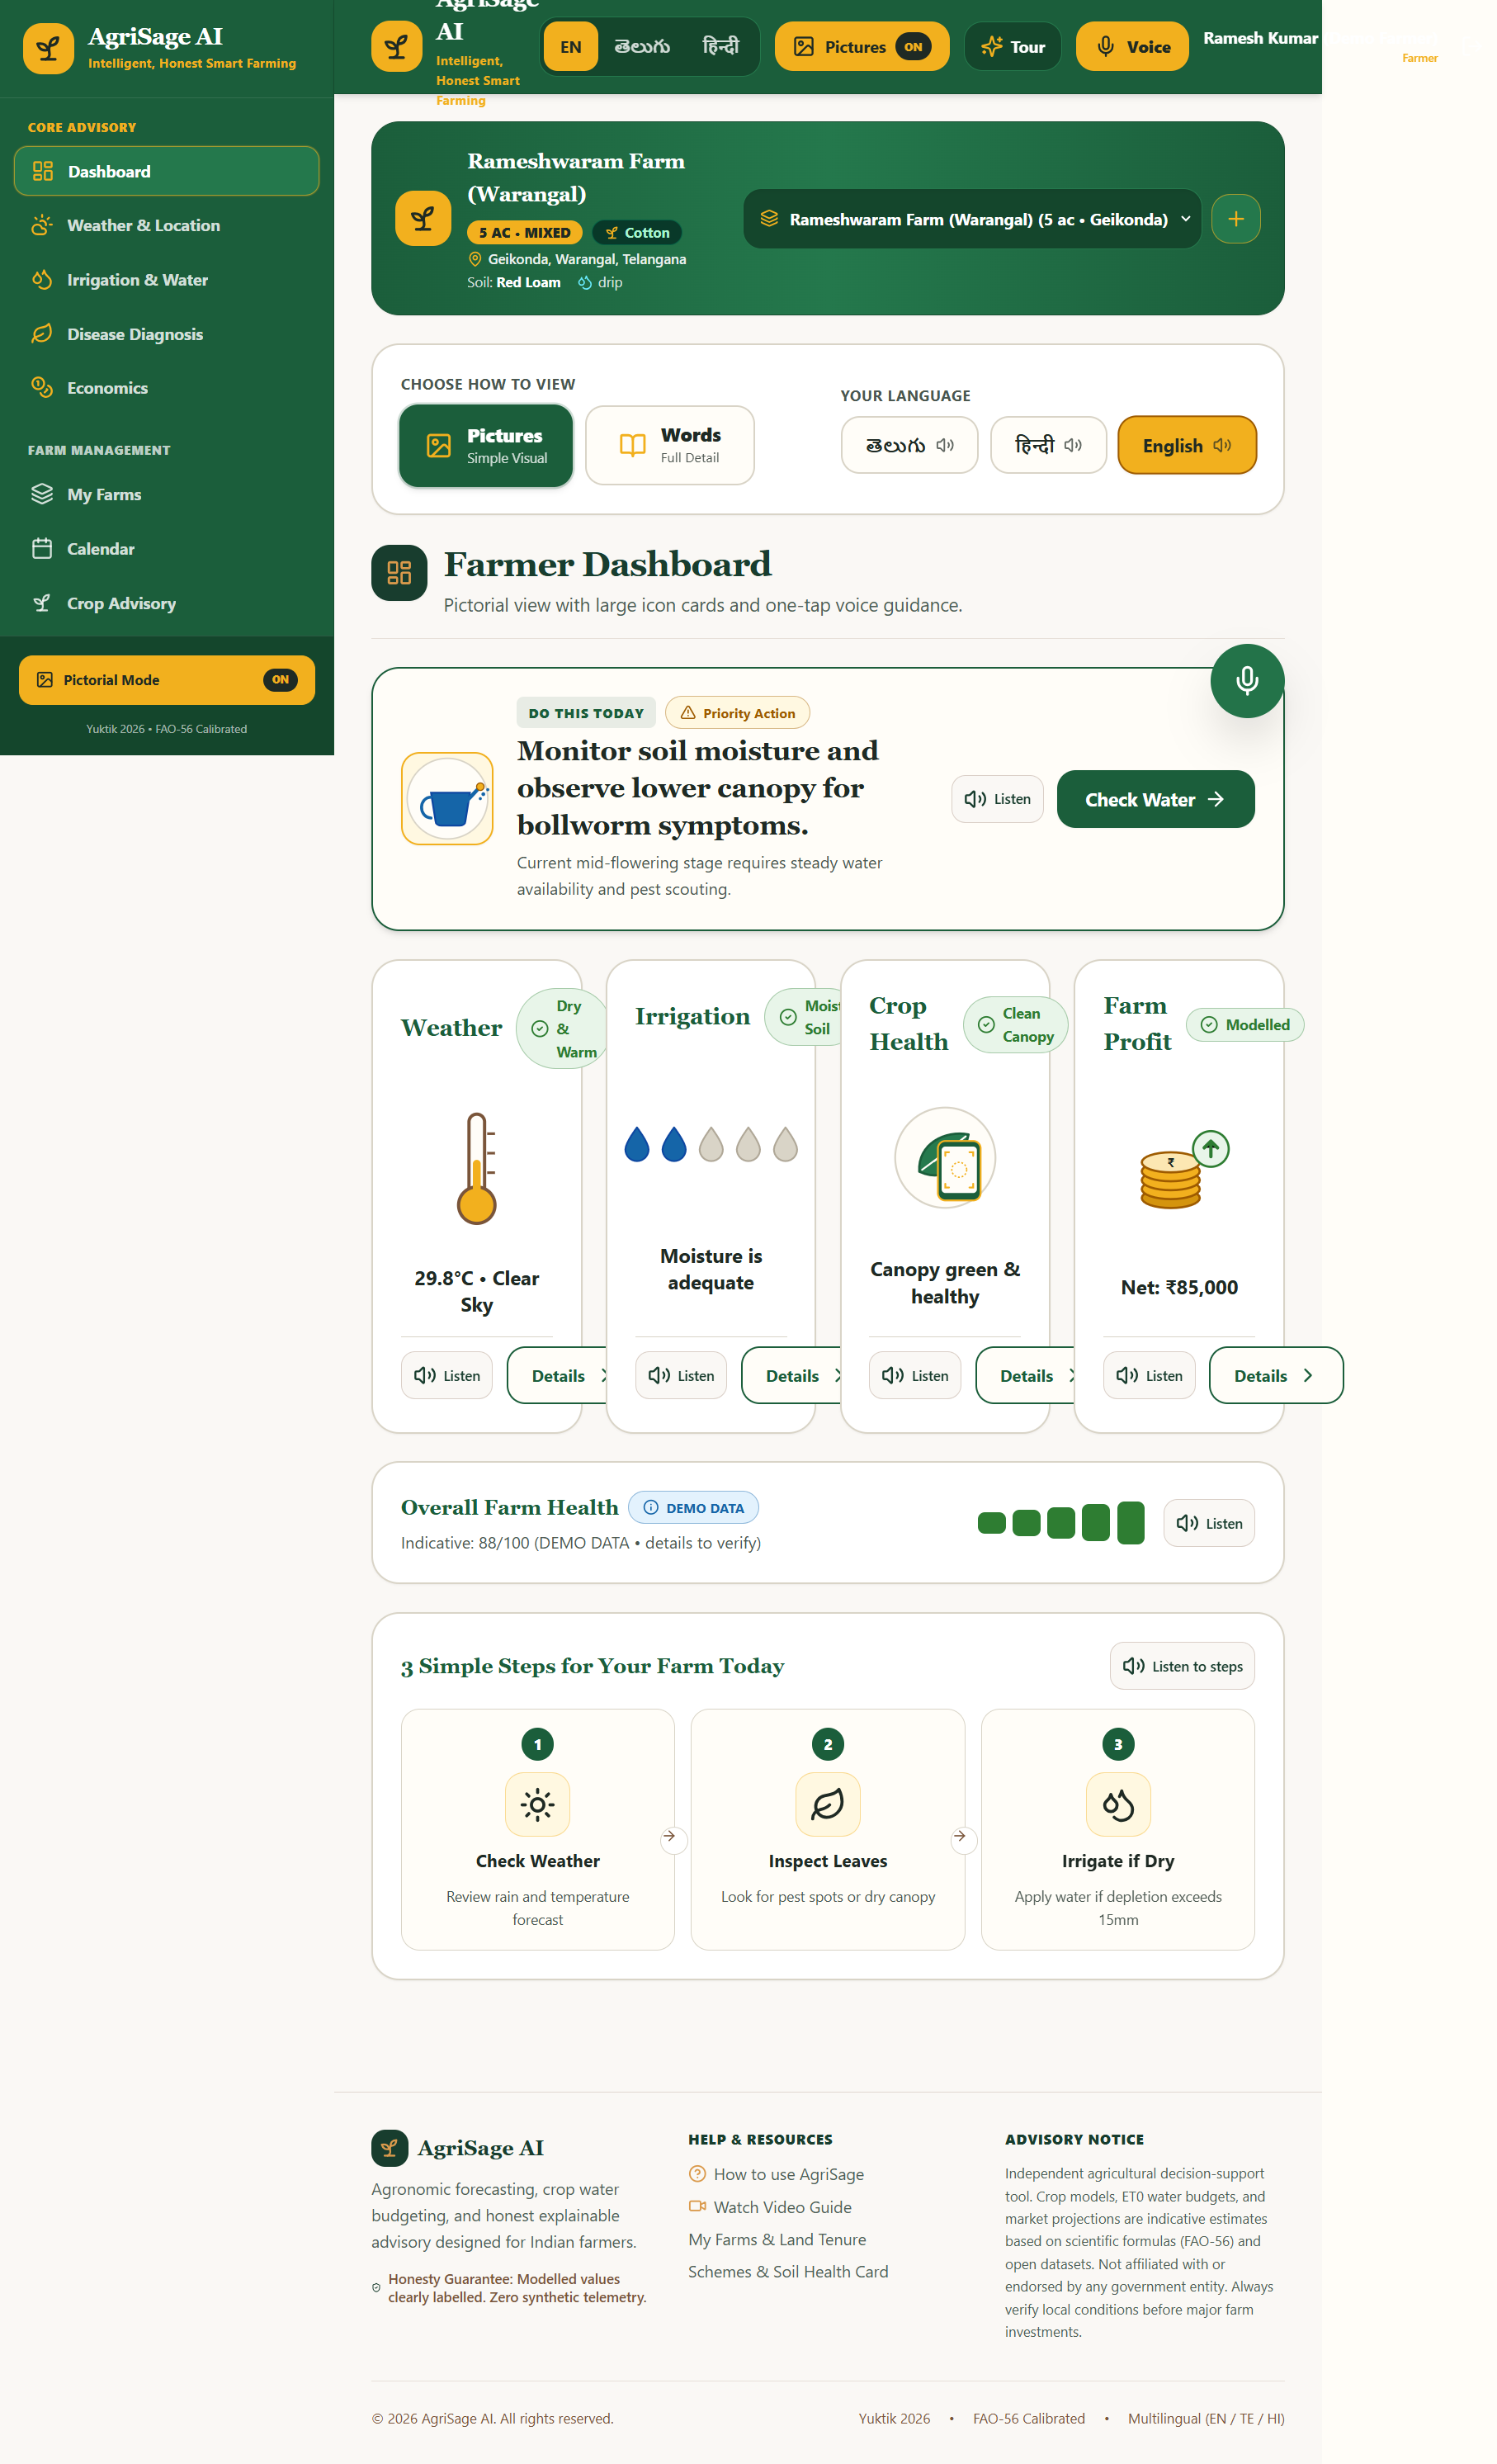 AgriSage AI
Intelligent, Honest Smart Farming
CORE ADVISORY
Dashboard
Weather & Location
Irrigation & Water
Disease Diagnosis
Economics
FARM MANAGEMENT
My Farms
Calendar
Crop Advisory
Pictorial Mode
ON
Yuktik 2026 • FAO-56 Calibrated
AgriSage
AI
Intelligent,
Honest Smart
Farming
EN
తెలుగు
हिन्दी
Pictures
ON
Tour
Voice
Ramesh Kumar
Farmer
Rameshwaram Farm
(Warangal)
5 AC • MIXED
Cotton
Geikonda, Warangal, Telangana
Soil: Red Loam
drip
Rameshwaram Farm (Warangal) (5 ac • Geikonda)
CHOOSE HOW TO VIEW
Pictures
Simple Visual
Words
Full Detail
YOUR LANGUAGE
తెలుగు
हिन्दी
English
Farmer Dashboard
Pictorial view with large icon cards and one-tap voice guidance.
DO THIS TODAY
Priority Action
Monitor soil moisture and
observe lower canopy for
bollworm symptoms.
Current mid-flowering stage requires steady water
availability and pest scouting.
Listen
Check Water
Weather
Dry
&
Warm
29.8°C • Clear
Sky
Listen
Details
Irrigation
Moist
Soil
Moisture is
adequate
Listen
Details
Crop
Health
Clean
Canopy
Canopy green &
healthy
Listen
Details
Farm
Profit
Modelled
₹
Net: ₹85,000
Listen
Details
Overall Farm Health
DEMO DATA
Indicative: 88/100 (DEMO DATA • details to verify)
Listen
3 Simple Steps for Your Farm Today
Listen to steps
1
Check Weather
Review rain and temperature
forecast
2
Inspect Leaves
Look for pest spots or dry canopy
3
Irrigate if Dry
Apply water if depletion exceeds
15mm
AgriSage AI
Agronomic forecasting, crop water
budgeting, and honest explainable
advisory designed for Indian farmers.
Honesty Guarantee: Modelled values
clearly labelled. Zero synthetic telemetry.
HELP & RESOURCES
How to use AgriSage
Watch Video Guide
My Farms & Land Tenure
Schemes & Soil Health Card
ADVISORY NOTICE
Independent agricultural decision-support
tool. Crop models, ET0 water budgets, and
market projections are indicative estimates
based on scientific formulas (FAO-56) and
open datasets. Not affiliated with or
endorsed by any government entity. Always
verify local conditions before major farm
investments.
© 2026 AgriSage AI. All rights reserved.
Yuktik 2026 • FAO-56 Calibrated • Multilingual (EN / TE / HI)